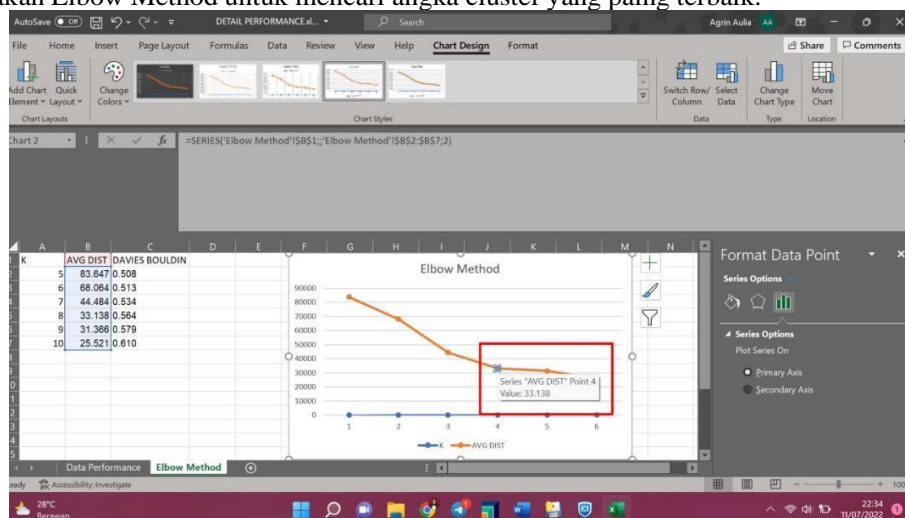 akan Elbow Method untuk mencari angka cluster yang paling terbaik.
AutoSave Off DETAIL PERFORMANCE.xl... Search Agrin Aulia AA
File Home Insert Page Layout Formulas Data Review View Help Chart Design Format Share Comments
Add Chart Element Quick Layout Change Colors Switch Row/ Column Select Data Change Chart Type Move Chart
Chart Layouts Chart Styles Data Type Location
Chart 2 fx =SERIES('Elbow Method'!$B$1;;'Elbow Method'!$B$2:$B$7;2)
A B C D E F G H I J K L M N
K AVG DIST DAVIES BOULDIN
5 83.647 0.508
6 68.064 0.513
7 44.484 0.534
8 33.138 0.564
9 31.366 0.579
10 25.521 0.610
Elbow Method
90000
80000
70000
60000
50000
40000
30000
20000
10000
0
1 2 3 4 5 6
Series "AVG DIST" Point 4
Value: 33.138
K AVG DIST
Format Data Point
Series Options
Series Options
Plot Series On
Primary Axis
Secondary Axis
Data Performance Elbow Method
Accessibility: Investigate 100
28°C
Berawan
22:34
11/07/2022